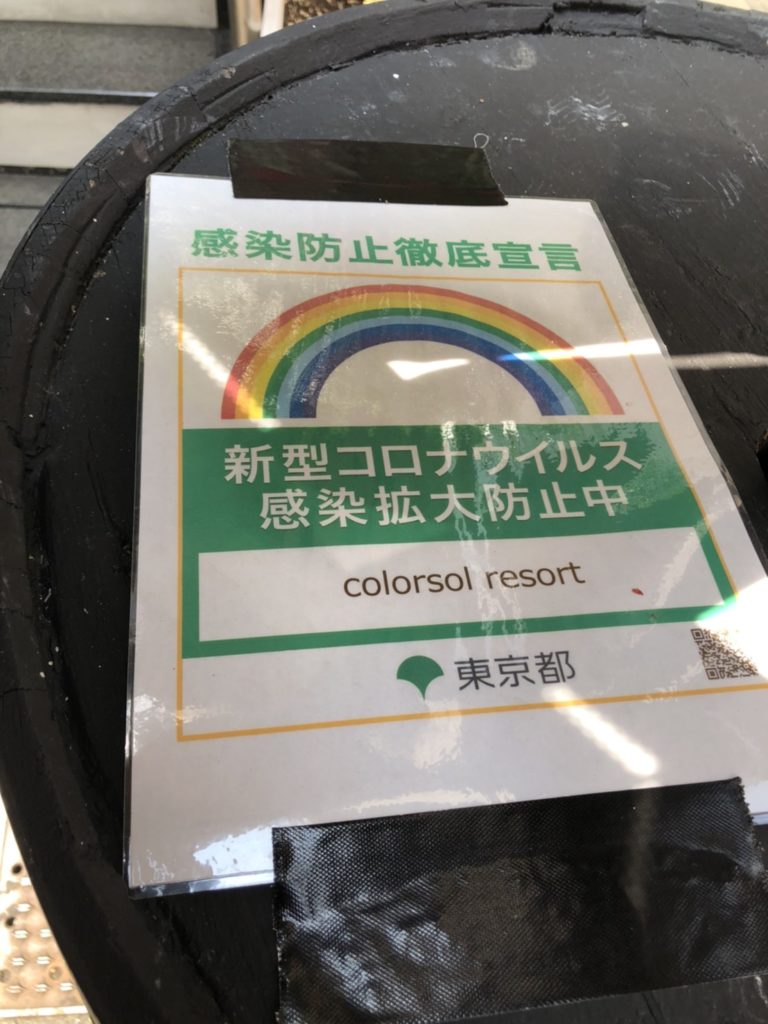 感染防止徹底宣言
新型コロナウイルス
感染拡大防止中
colorsol resort
東京都